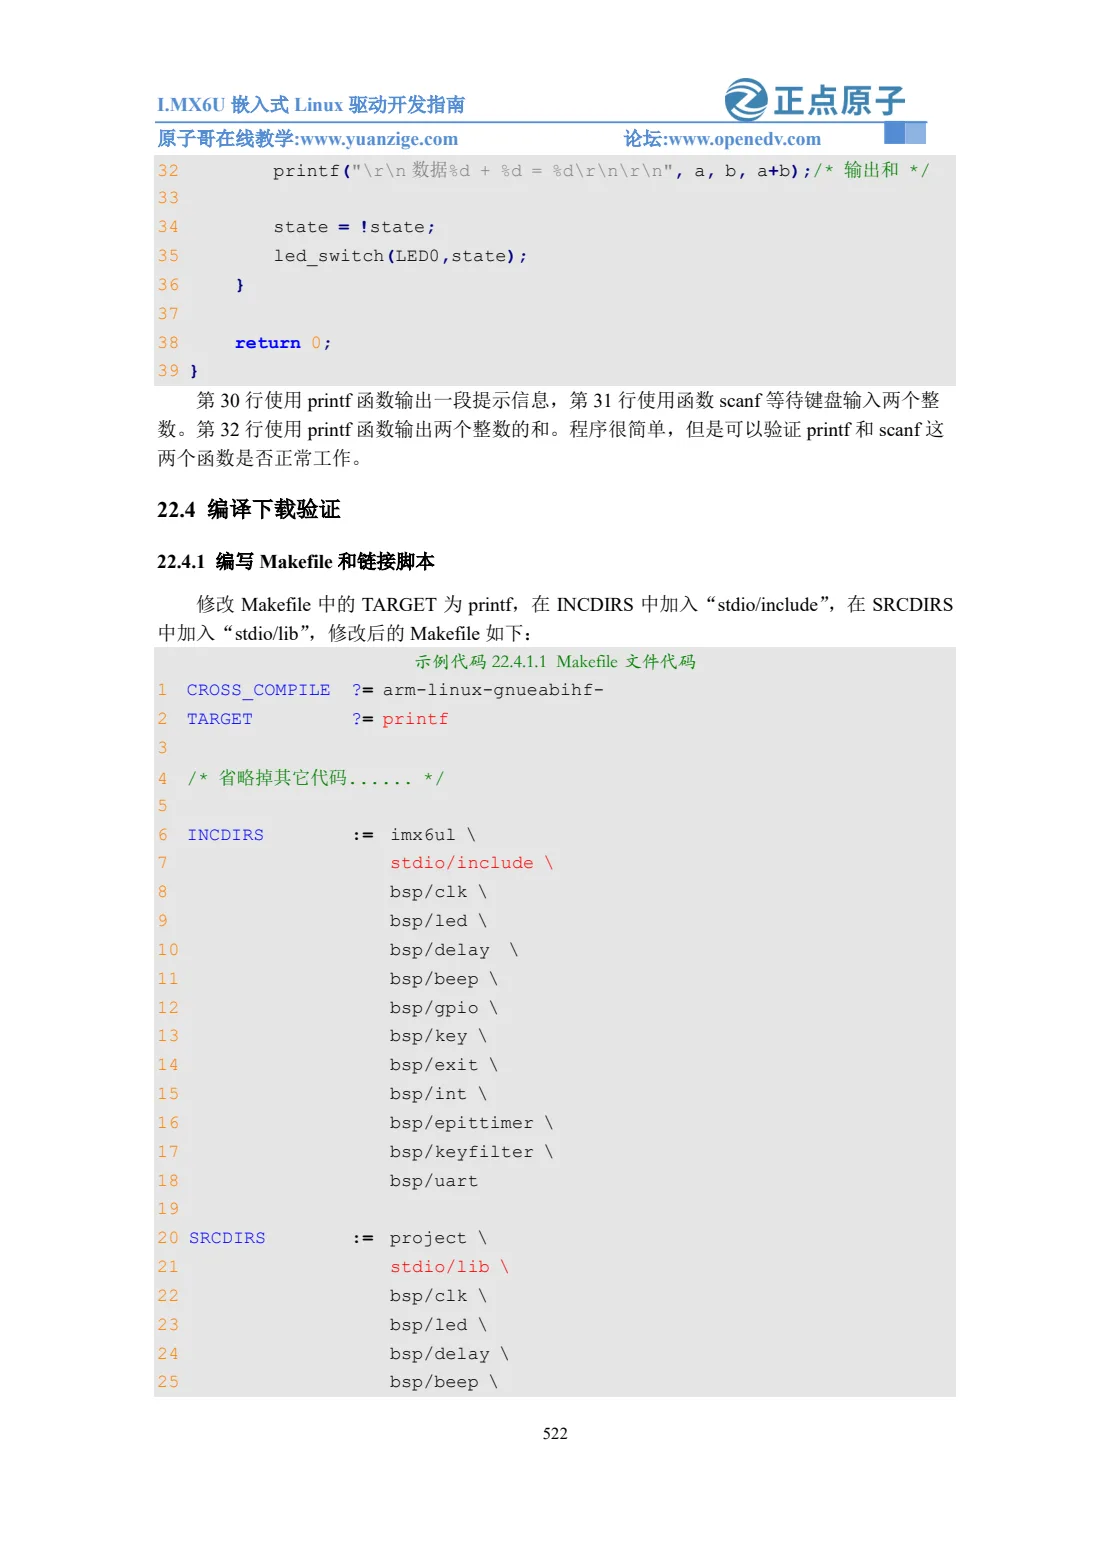 I.MX6U 嵌入式 Linux 驱动开发指南
正点原子
原子哥在线教学:www.yuanzige.com 论坛:www.openedv.com
32 printf("\r\n 数据%d + %d = %d\r\n\r\n", a, b, a+b);/* 输出和 */
33
34 state = !state;
35 led_switch(LED0,state);
36 }
37
38 return 0;
39 }
第 30 行使用 printf 函数输出一段提示信息，第 31 行使用函数 scanf 等待键盘输入两个整
数。第 32 行使用 printf 函数输出两个整数的和。程序很简单，但是可以验证 printf 和 scanf 这
两个函数是否正常工作。
22.4 编译下载验证
22.4.1 编写 Makefile 和链接脚本
修改 Makefile 中的 TARGET 为 printf，在 INCDIRS 中加入“stdio/include”，在 SRCDIRS
中加入“stdio/lib”，修改后的 Makefile 如下：
示例代码 22.4.1.1 Makefile 文件代码
1 CROSS_COMPILE ?= arm-linux-gnueabihf-
2 TARGET ?= printf
3
4 /* 省略掉其它代码...... */
5
6 INCDIRS := imx6ul \
7 stdio/include \
8 bsp/clk \
9 bsp/led \
10 bsp/delay \
11 bsp/beep \
12 bsp/gpio \
13 bsp/key \
14 bsp/exit \
15 bsp/int \
16 bsp/epittimer \
17 bsp/keyfilter \
18 bsp/uart
19
20 SRCDIRS := project \
21 stdio/lib \
22 bsp/clk \
23 bsp/led \
24 bsp/delay \
25 bsp/beep \
522